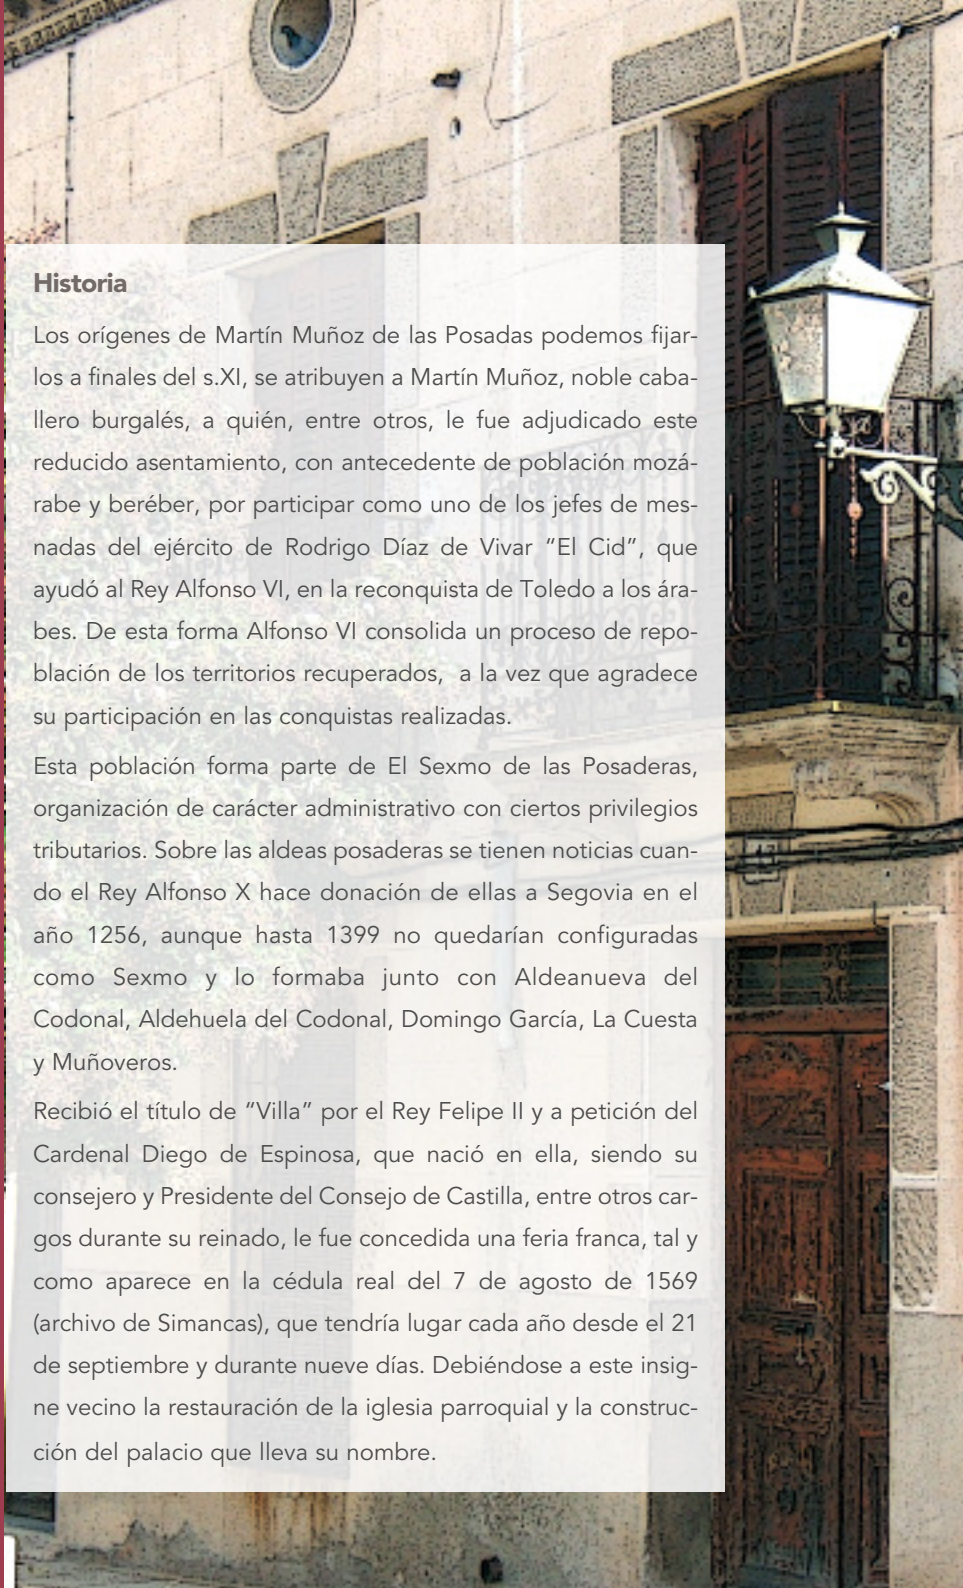 Historia
Los orígenes de Martín Muñoz de las Posadas podemos fijar-
los a finales del s.XI, se atribuyen a Martín Muñoz, noble caba-
llero burgalés, a quién, entre otros, le fue adjudicado este
reducido asentamiento, con antecedente de población mozá-
rabe y beréber, por participar como uno de los jefes de mes-
nadas del ejército de Rodrigo Díaz de Vivar “El Cid”, que
ayudó al Rey Alfonso VI, en la reconquista de Toledo a los ára-
bes. De esta forma Alfonso VI consolida un proceso de repo-
blación de los territorios recuperados,  a la vez que agradece
su participación en las conquistas realizadas.
Esta población forma parte de El Sexmo de las Posaderas,
organización de carácter administrativo con ciertos privilegios
tributarios. Sobre las aldeas posaderas se tienen noticias cuan-
do el Rey Alfonso X hace donación de ellas a Segovia en el
año 1256, aunque hasta 1399 no quedarían configuradas
como Sexmo y lo formaba junto con Aldeanueva del
Codonal, Aldehuela del Codonal, Domingo García, La Cuesta
y Muñoveros.
Recibió el título de “Villa” por el Rey Felipe II y a petición del
Cardenal Diego de Espinosa, que nació en ella, siendo su
consejero y Presidente del Consejo de Castilla, entre otros car-
gos durante su reinado, le fue concedida una feria franca, tal y
como aparece en la cédula real del 7 de agosto de 1569
(archivo de Simancas), que tendría lugar cada año desde el 21
de septiembre y durante nueve días. Debiéndose a este insig-
ne vecino la restauración de la iglesia parroquial y la construc-
ción del palacio que lleva su nombre.